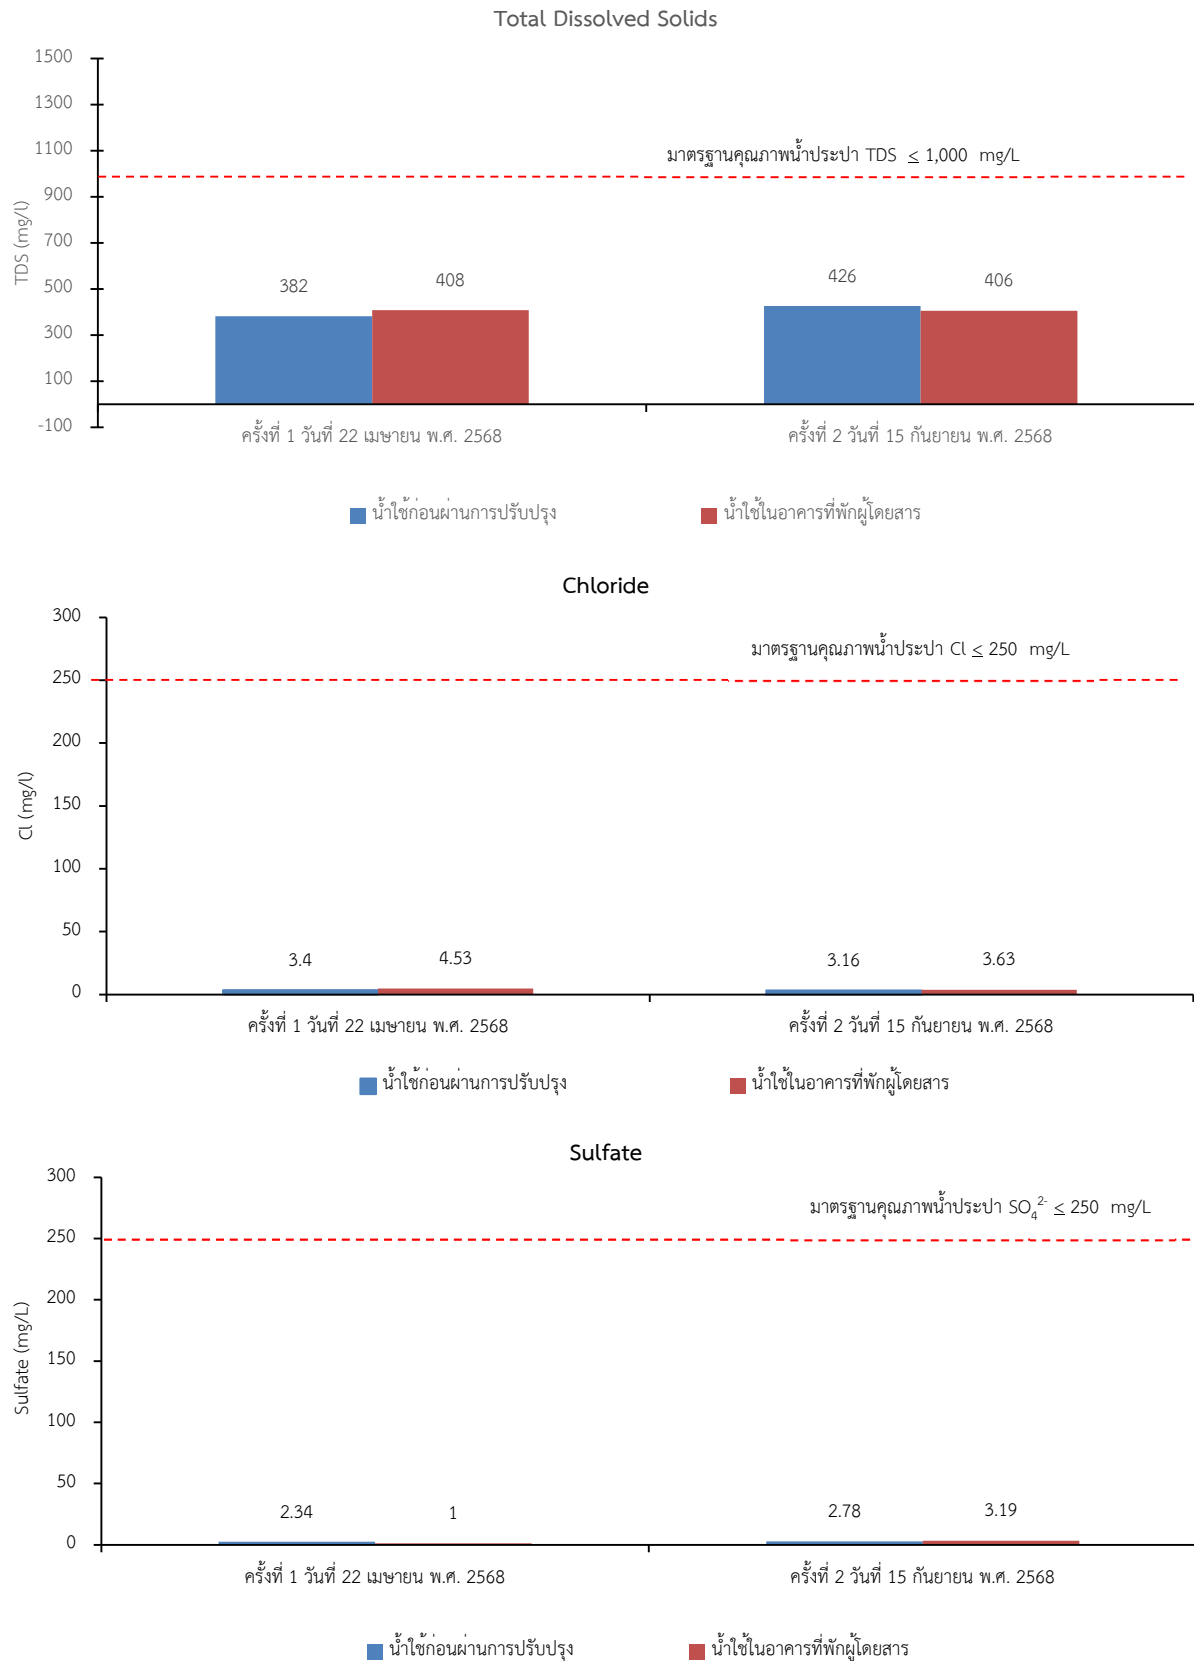 Total Dissolved Solids
1500
1300
1100
900
700
500
300
100
-100
TDS (mg/l)
มาตรฐานคุณภาพน้ำประปา TDS ≤ 1,000 mg/L
382
408
426
406
ครั้งที่ 1 วันที่ 22 เมษายน พ.ศ. 2568
ครั้งที่ 2 วันที่ 15 กันยายน พ.ศ. 2568
น้ำใช้ก่อนผ่านการปรับปรุง
น้ำใช้ในอาคารที่พักผู้โดยสาร
Chloride
300
250
200
150
100
50
0
Cl (mg/l)
มาตรฐานคุณภาพน้ำประปา Cl ≤ 250 mg/L
3.4
4.53
3.16
3.63
ครั้งที่ 1 วันที่ 22 เมษายน พ.ศ. 2568
ครั้งที่ 2 วันที่ 15 กันยายน พ.ศ. 2568
น้ำใช้ก่อนผ่านการปรับปรุง
น้ำใช้ในอาคารที่พักผู้โดยสาร
Sulfate
300
250
200
150
100
50
0
Sulfate (mg/L)
มาตรฐานคุณภาพน้ำประปา SO₄²⁻ ≤ 250 mg/L
2.34
1
2.78
3.19
ครั้งที่ 1 วันที่ 22 เมษายน พ.ศ. 2568
ครั้งที่ 2 วันที่ 15 กันยายน พ.ศ. 2568
น้ำใช้ก่อนผ่านการปรับปรุง
น้ำใช้ในอาคารที่พักผู้โดยสาร